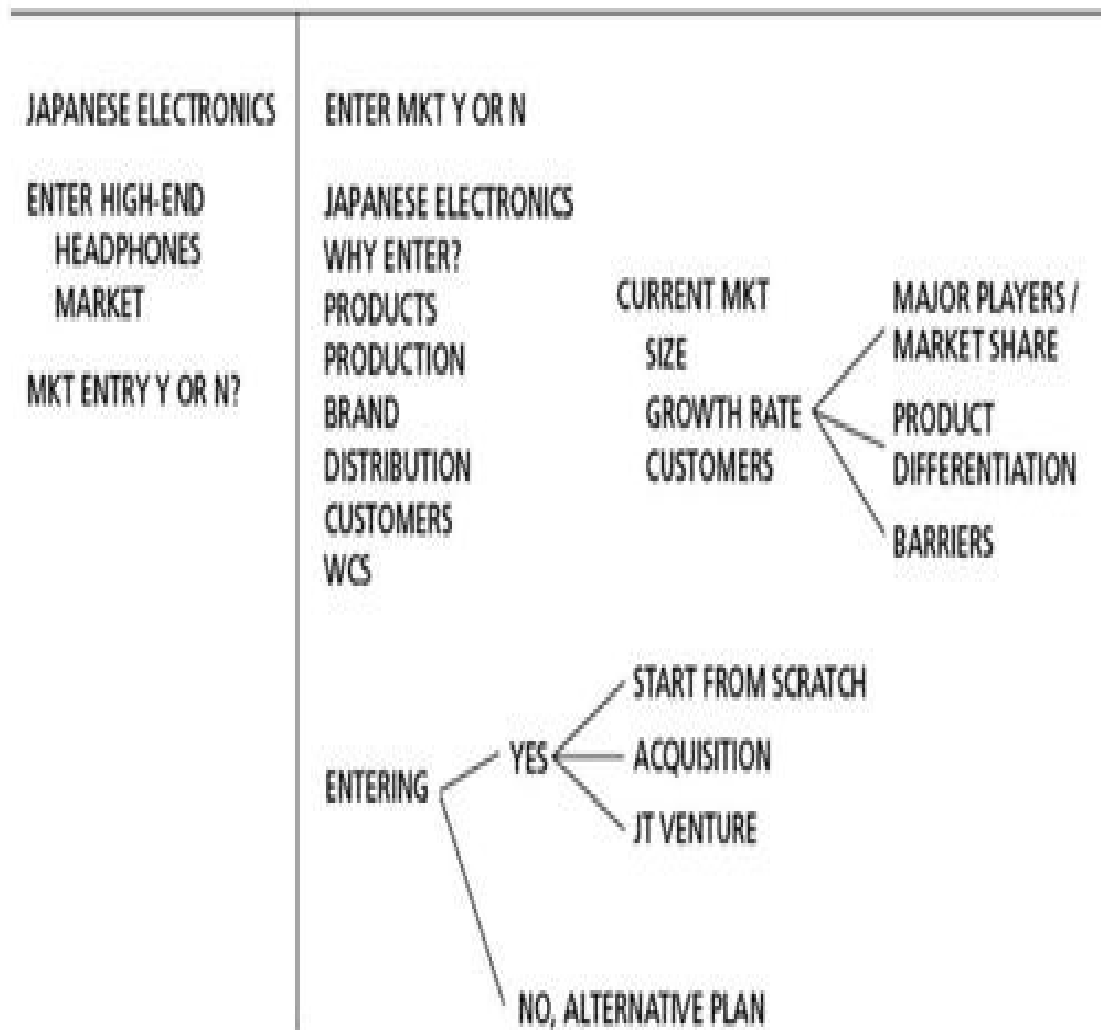 JAPANESE ELECTRONICS
ENTER HIGH-END
HEADPHONES
MARKET
MKT ENTRY Y OR N?
ENTER MKT Y OR N
JAPANESE ELECTRONICS
WHY ENTER?
PRODUCTS
PRODUCTION
BRAND
DISTRIBUTION
CUSTOMERS
WCS
CURRENT MKT
SIZE
GROWTH RATE
CUSTOMERS
MAJOR PLAYERS /
MARKET SHARE
PRODUCT
DIFFERENTIATION
BARRIERS
ENTERING
YES
START FROM SCRATCH
ACQUISITION
JT VENTURE
NO, ALTERNATIVE PLAN